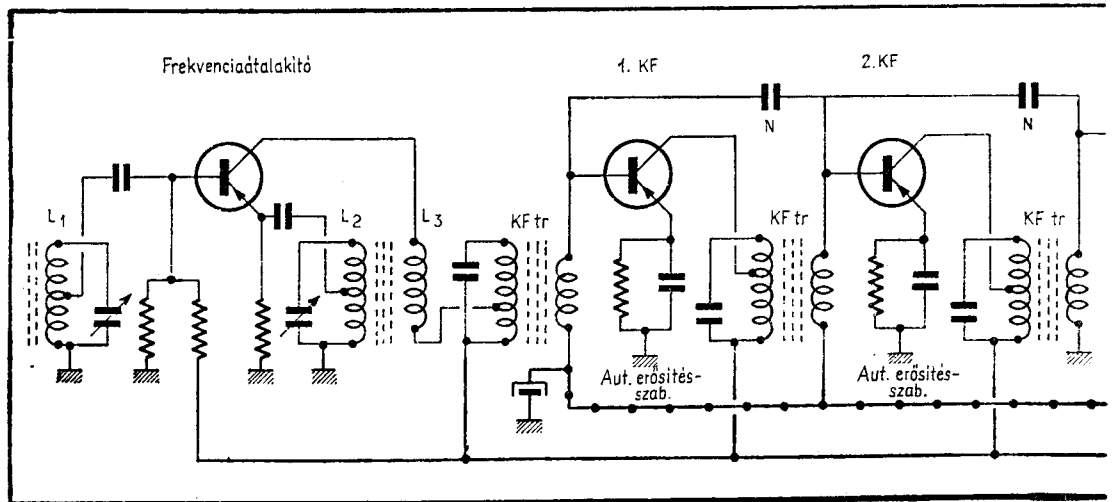 Frekvenciaátalakitó
1. KF
2. KF
N
N
L1
L2
L3
KF tr
KF tr
KF tr
Aut. erősítés-
szab.
Aut. erősítés-
szab.